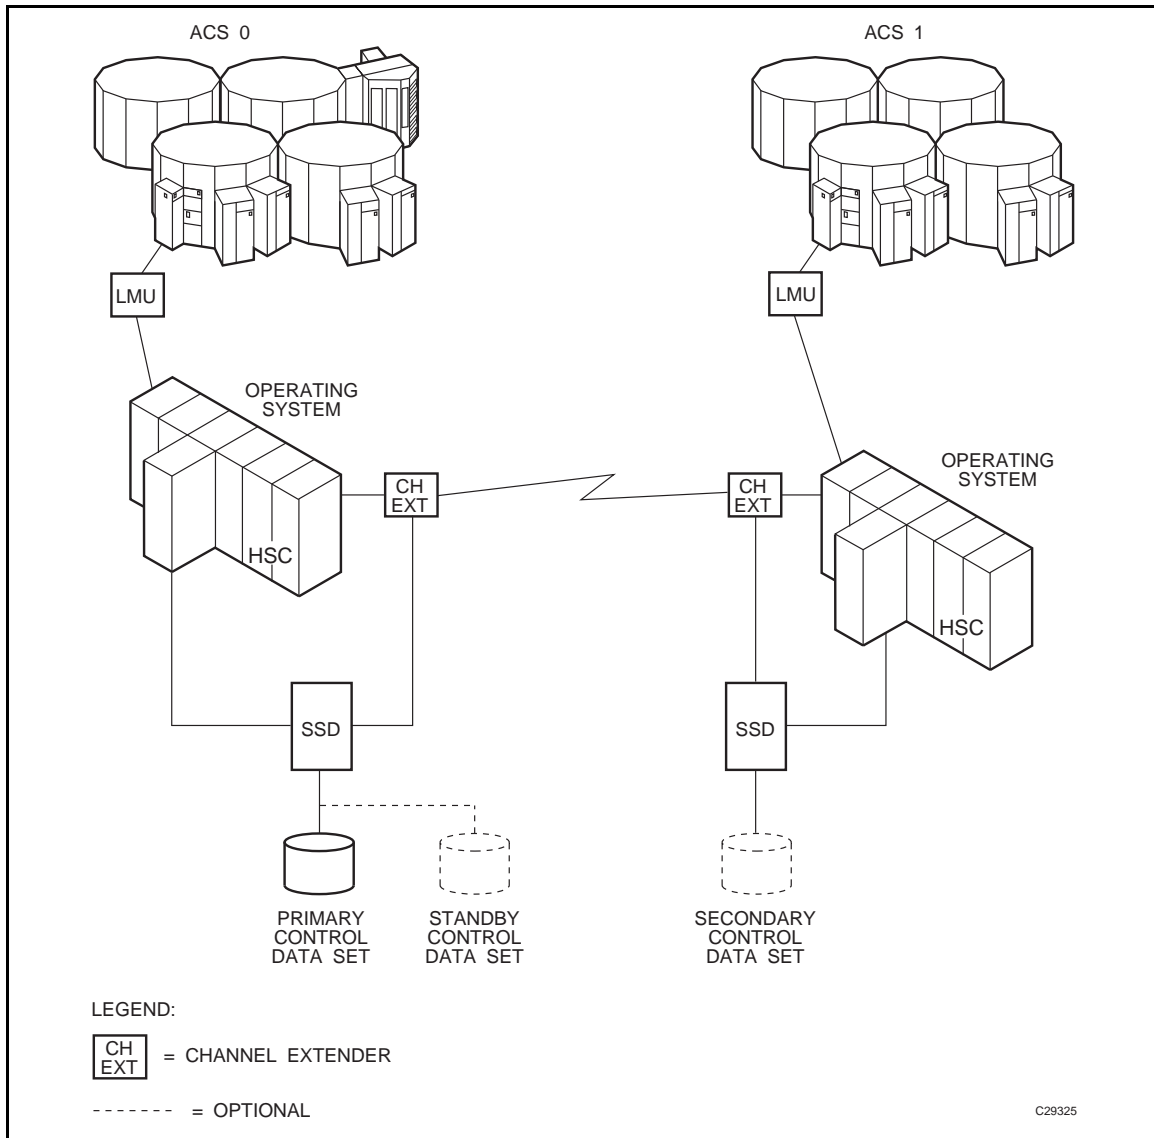 ACS 0
ACS 1
LMU
LMU
OPERATING
SYSTEM
OPERATING
SYSTEM
CH
EXT
CH
EXT
HSC
HSC
SSD
SSD
PRIMARY
CONTROL
DATA SET
STANDBY
CONTROL
DATA SET
SECONDARY
CONTROL
DATA SET
LEGEND:
CH
EXT
= CHANNEL EXTENDER
= OPTIONAL
C29325